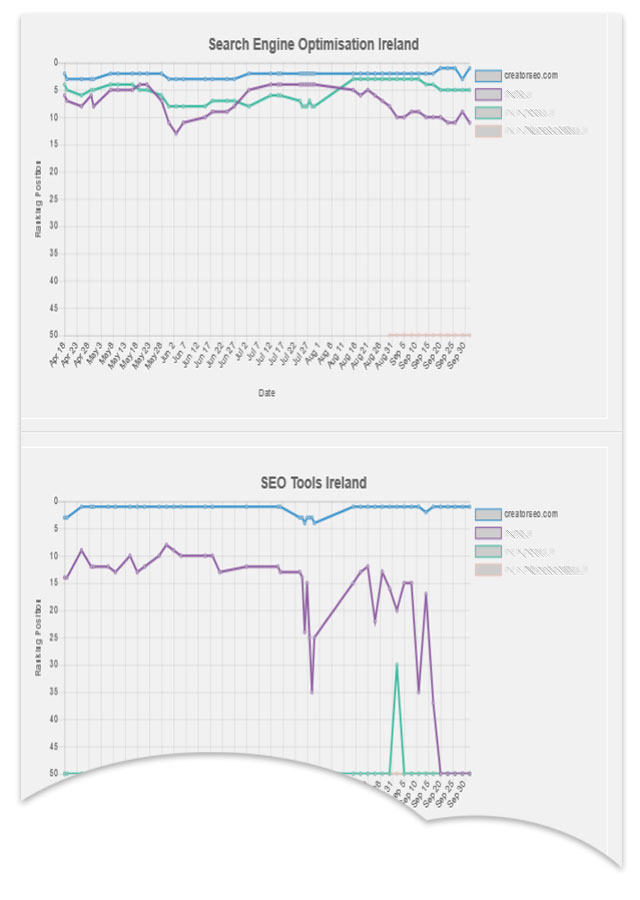 Search Engine Optimisation Ireland
creatorseo.com
Ranking Position
0
5
10
15
20
25
30
35
40
45
50
Apr 18
Apr 23
Apr 28
May 3
May 8
May 13
May 18
May 23
May 28
Jun 2
Jun 7
Jun 12
Jun 17
Jun 22
Jun 27
Jul 2
Jul 7
Jul 12
Jul 17
Jul 22
Jul 27
Aug 1
Aug 6
Aug 11
Aug 16
Aug 21
Aug 26
Aug 31
Sep 5
Sep 10
Sep 15
Sep 20
Sep 25
Sep 30
Date
SEO Tools Ireland
creatorseo.com
Ranking Position
0
5
10
15
20
25
30
35
40
45
50
31
Sep 10
Sep 15
Sep 20
Sep 25
Sep 30